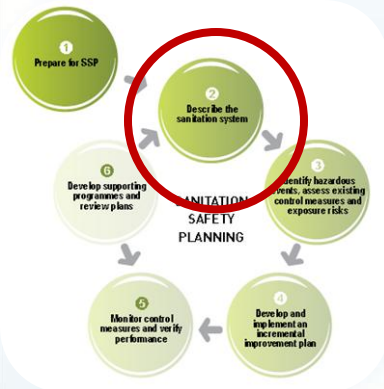 1
Prepare for SSP
2
Describe the
sanitation system
3
Identify hazardous
events, assess existing
control measures and
exposure risks
4
Develop and
implement an
incremental
improvement plan
5
Monitor control
measures and verify
performance
6
Develop supporting
programmes and
review plans
SANITATION
SAFETY
PLANNING